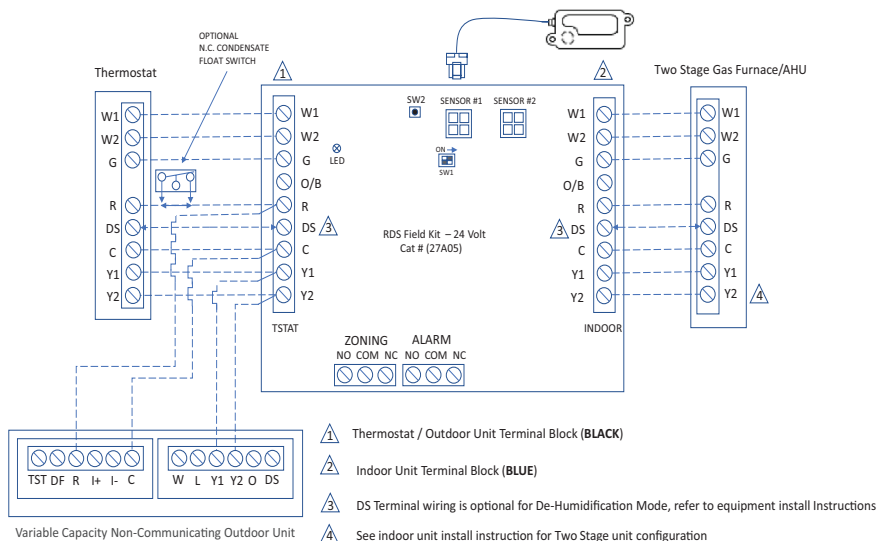 OPTIONAL
N.C. CONDENSATE
FLOAT SWITCH
Thermostat
1
2
Two Stage Gas Furnace/AHU
W1
W2
G
R
DS
C
Y1
Y2
W1
W2
G
O/B
R
DS
3
C
Y1
Y2
TSTAT
LED
SW2
SENSOR #1
SENSOR #2
ON
SW1
RDS Field Kit – 24 Volt
Cat # (27A05)
ZONING
NO COM NC
ALARM
NO COM NC
W1
W2
G
O/B
R
3
DS
C
Y1
Y2
INDOOR
W1
W2
G
R
DS
C
Y1
Y2
4
TST DF R I+ I- C
W L Y1 Y2 O DS
Variable Capacity Non-Communicating Outdoor Unit
1 Thermostat / Outdoor Unit Terminal Block (BLACK)
2 Indoor Unit Terminal Block (BLUE)
3 DS Terminal wiring is optional for De-Humidification Mode, refer to equipment install Instructions
4 See indoor unit install instruction for Two Stage unit configuration